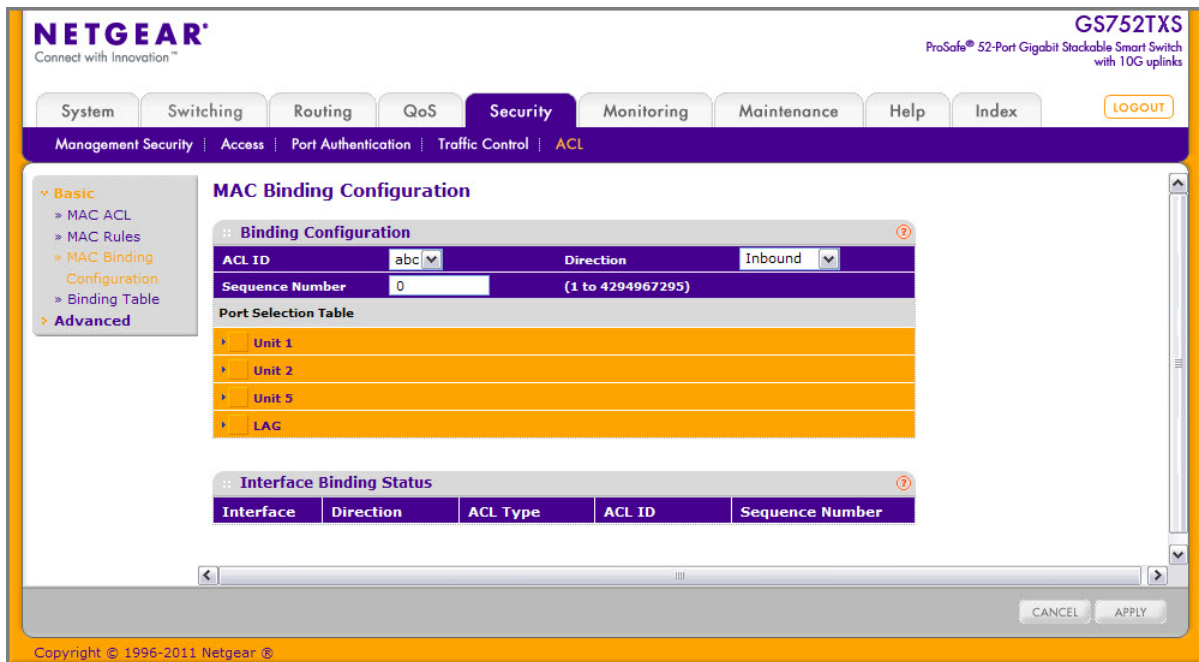 NETGEAR®
Connect with Innovation™
GS752TXS
ProSafe® 52-Port Gigabit Stackable Smart Switch
with 10G uplinks
System Switching Routing QoS Security Monitoring Maintenance Help Index LOGOUT
Management Security | Access | Port Authentication | Traffic Control | ACL
Basic
» MAC ACL
» MAC Rules
» MAC Binding
Configuration
» Binding Table
Advanced
MAC Binding Configuration
Binding Configuration ?
ACL ID abc Direction Inbound
Sequence Number 0 (1 to 4294967295)
Port Selection Table
Unit 1
Unit 2
Unit 5
LAG
Interface Binding Status ?
Interface Direction ACL Type ACL ID Sequence Number
CANCEL APPLY
Copyright © 1996-2011 Netgear ®